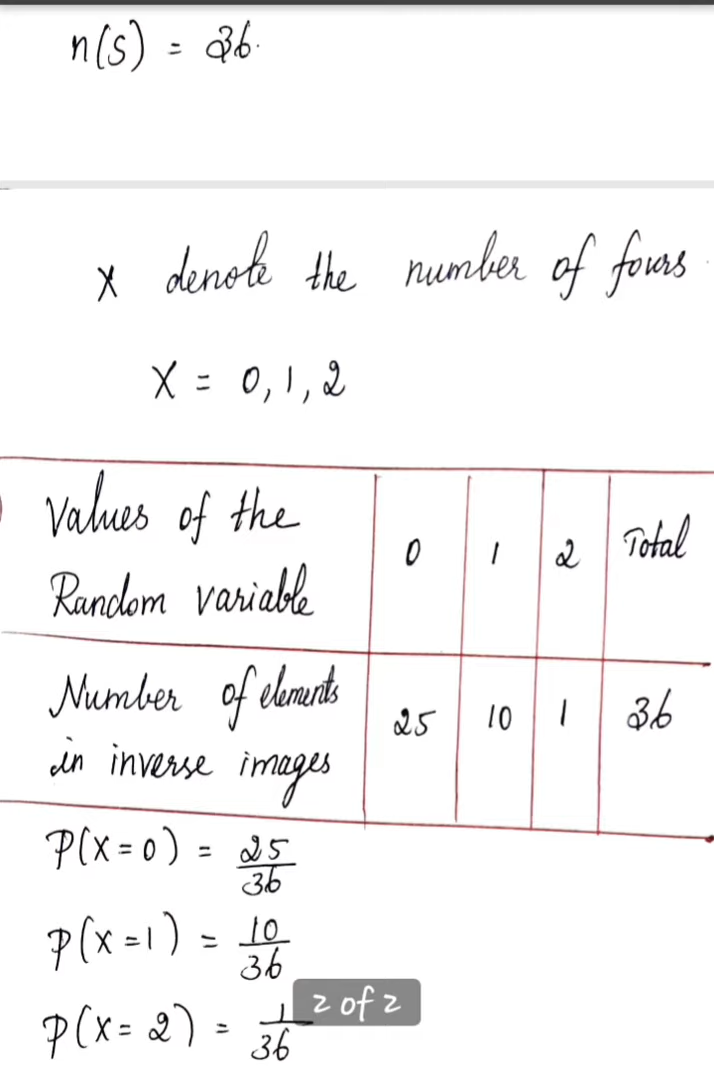 n(S) = 36.
X denote the number of fours.
X = 0, 1, 2
Values of the Random variable | 0 | 1 | 2 | Total
Number of elements in inverse images | 25 | 10 | 1 | 36
P(X=0) = 25/36
P(X=1) = 10/36
P(X=2) = 1/36
2 of 2